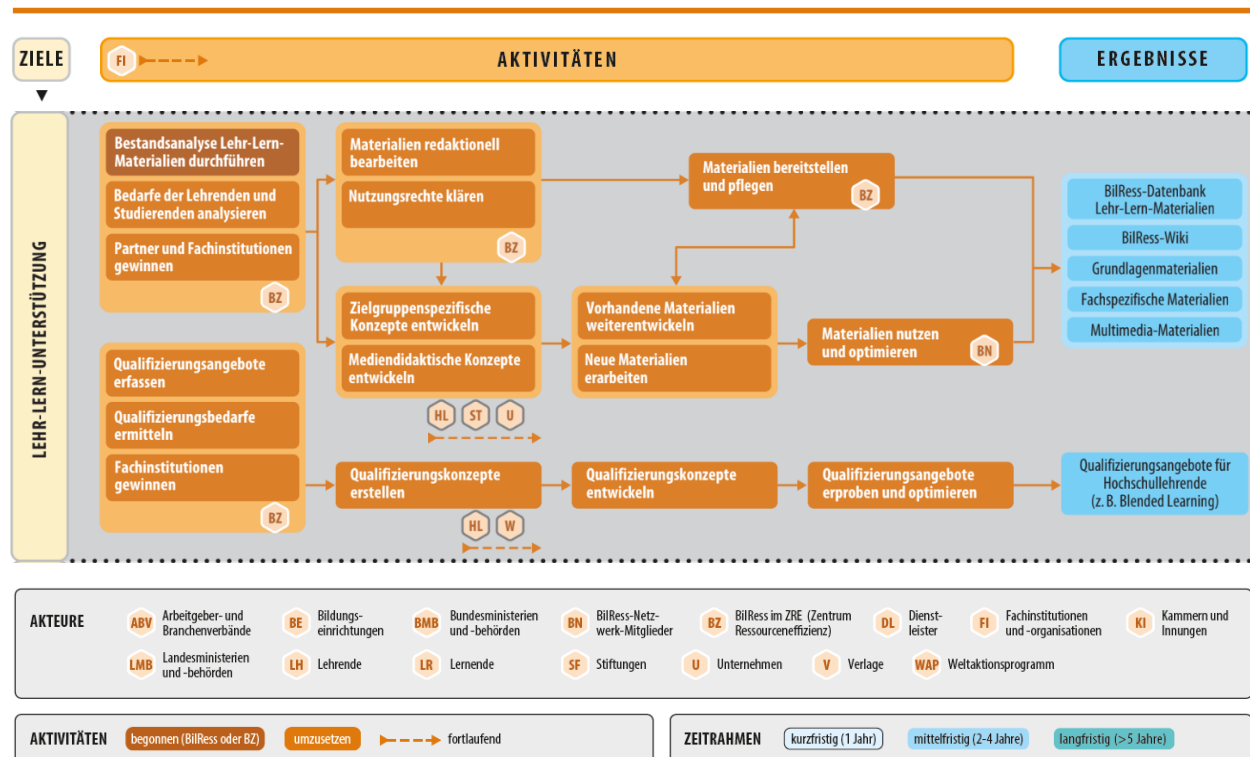 ZIELE
FI
AKTIVITÄTEN
ERGEBNISSE
LEHR-LERN-UNTERSTÜTZUNG
Bestandsanalyse Lehr-Lern-
Materialien durchführen
Bedarfe der Lehrenden und
Studierenden analysieren
Partner und Fachinstitutionen
gewinnen
BZ
Materialien redaktionell
bearbeiten
Nutzungsrechte klären
BZ
Materialien bereitstellen
und pflegen
BZ
Zielgruppenspezifische
Konzepte entwickeln
Mediendidaktische Konzepte
entwickeln
HL
ST
U
Vorhandene Materialien
weiterentwickeln
Neue Materialien
erarbeiten
Materialien nutzen
und optimieren
BN
BilRess-Datenbank
Lehr-Lern-Materialien
BilRess-Wiki
Grundlagenmaterialien
Fachspezifische Materialien
Multimedia-Materialien
Qualifizierungsangebote
erfassen
Qualifizierungsbedarfe
ermitteln
Fachinstitutionen
gewinnen
BZ
Qualifizierungskonzepte
erstellen
HL
W
Qualifizierungskonzepte
entwickeln
Qualifizierungsangebote
erproben und optimieren
Qualifizierungsangebote für
Hochschullehrende
(z. B. Blended Learning)
AKTEURE
ABV
Arbeitgeber- und
Branchenverbände
BE
Bildungs-
einrichtungen
BMB
Bundesministerien
und -behörden
BN
BilRess-Netz-
werk-Mitglieder
BZ
BilRess im ZRE (Zentrum
Ressourceneffizienz)
DL
Dienst-
leister
FI
Fachinstitutionen
und -organisationen
KI
Kammern und
Innungen
LMB
Landesministerien
und -behörden
LH
Lehrende
LR
Lernende
SF
Stiftungen
U
Unternehmen
V
Verlage
WAP
Weltaktionsprogramm
AKTIVITÄTEN
begonnen (BilRess oder BZ)
umzusetzen
fortlaufend
ZEITRAHMEN
kurzfristig (1 Jahr)
mittelfristig (2-4 Jahre)
langfristig (>5 Jahre)